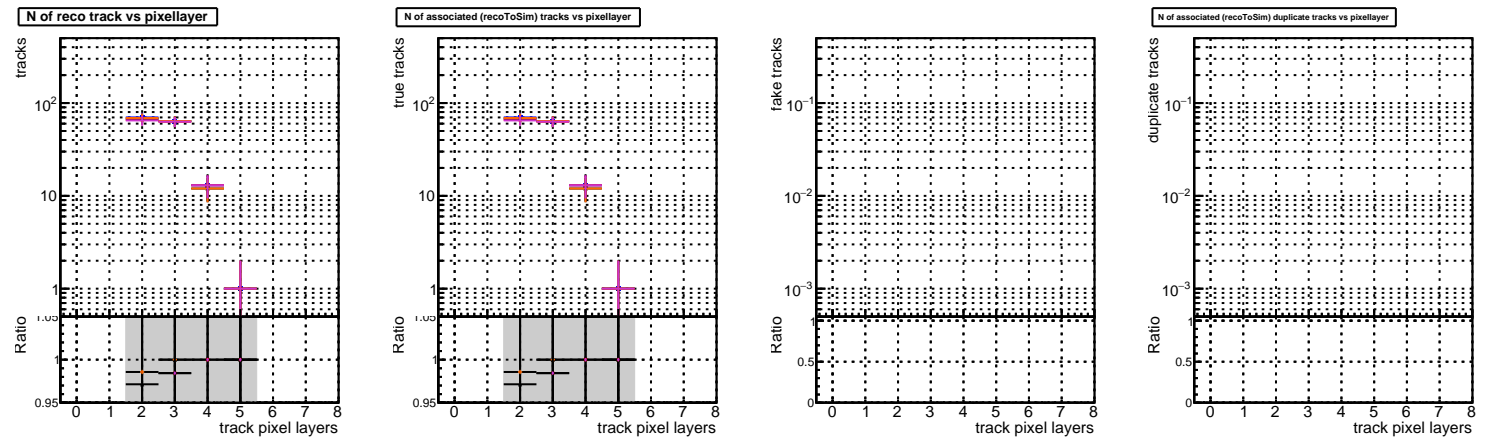 N of reco track vs pixellayer
tracks
10²
10
1
Ratio
1.05
1
0.95
0 1 2 3 4 5 6 7 8
track pixel layers
N of associated (recoToSim) tracks vs pixellayer
true tracks
10²
10
1
Ratio
1.05
1
0.95
0 1 2 3 4 5 6 7 8
track pixel layers
fake tracks
10⁻¹
10⁻²
10⁻³
Ratio
1
0.5
0
0 1 2 3 4 5 6 7 8
track pixel layers
N of associated (recoToSim) duplicate tracks vs pixellayer
duplicate tracks
10⁻¹
10⁻²
10⁻³
Ratio
1
0.5
0
0 1 2 3 4 5 6 7 8
track pixel layers